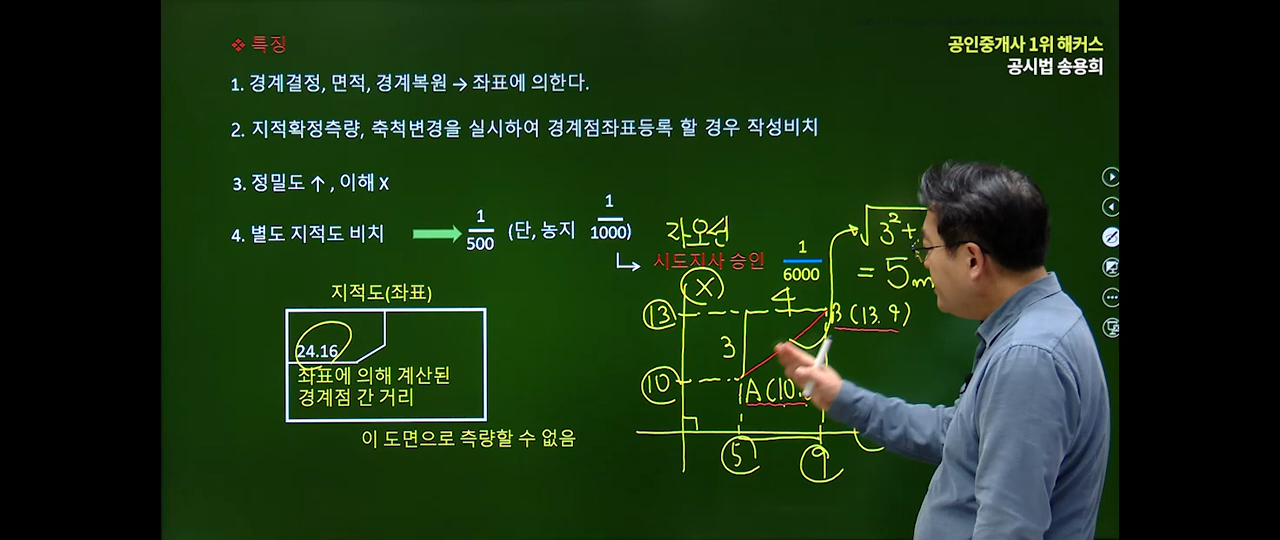 ❖ 특징
공인중개사 1위 해커스
공시법 송용희
1. 경계결정, 면적, 경계복원 → 좌표에 의한다.
2. 지적확정측량, 축척변경을 실시하여 경계점좌표등록 할 경우 작성비치
3. 정밀도 ↑, 이해 X
4. 별도 지적도 비치 → 1/500 (단, 농지 1/1000)
자오선
시도지사 승인 1/6000
√3²+
= 5m
지적도(좌표)
24.16
좌표에 의해 계산된
경계점 간 거리
이 도면으로 측량할 수 없음
X
4
13
B(13.9)
3
10
A(10.
5
9